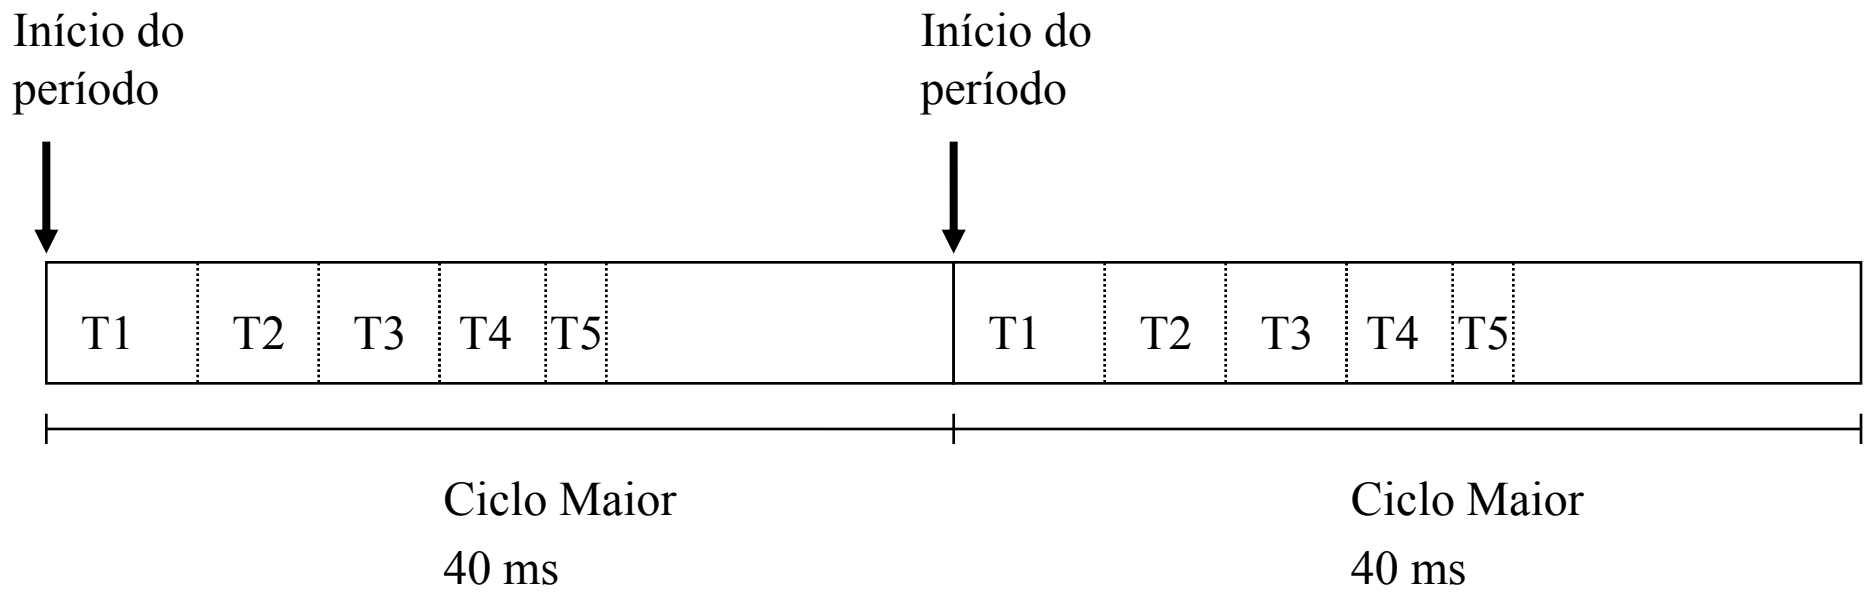 Início do
período
Início do
período
T1 T2 T3 T4 T5 T1 T2 T3 T4 T5
Ciclo Maior
40 ms
Ciclo Maior
40 ms